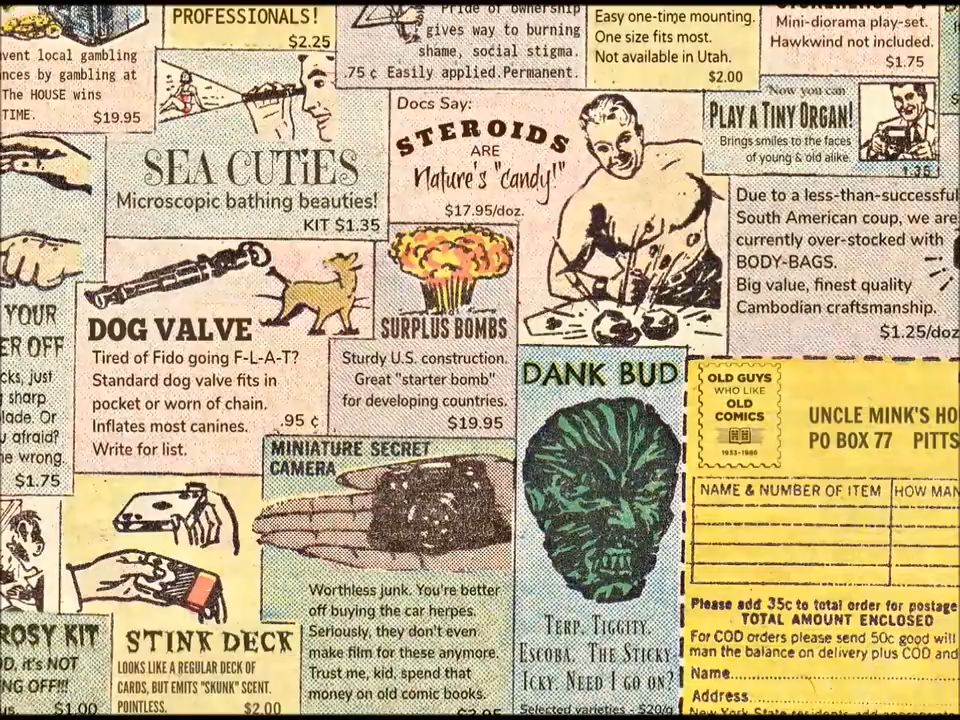 PROFESSIONALS!
$2.25
vent local gambling
nces by gambling at
The HOUSE wins
TIME.
$19.95
Pride of ownership
gives way to burning
shame, social stigma.
.75 ¢ Easily applied.Permanent.
Easy one-time mounting.
One size fits most.
Not available in Utah.
$2.00
Mini-diorama play-set.
Hawkwind not included.
$1.75
SEA CUTiES
Microscopic bathing beauties!
KIT $1.35
Docs Say:
STEROIDS
ARE
Nature's "candy!"
$17.95/doz.
Now you can
PLAY A TINY ORGAN!
Brings smiles to the faces
of young & old alike.
1.35
Due to a less-than-successful
South American coup, we are
currently over-stocked with
BODY-BAGS.
Big value, finest quality
Cambodian craftsmanship.
$1.25/doz
YOUR
ER OFF
cks, just
sharp
lade. Or
u afraid?
ne wrong.
$1.75
DOG VALVE
Tired of Fido going F-L-A-T?
Standard dog valve fits in
pocket or worn of chain.
Inflates most canines.
Write for list.
.95 ¢
SURPLUS BOMBS
Sturdy U.S. construction.
Great "starter bomb"
for developing countries.
$19.95
MINIATURE SECRET
CAMERA
Worthless junk. You're better
off buying the car herpes.
Seriously, they don't even
make film for these anymore.
Trust me, kid, spend that
money on old comic books.
DANK BUD
Terp. Tiggity.
Escoba. The Sticky
Icky. Need I go on?
Selected varieties - $20/g
OLD GUYS
WHO LIKE
OLD
COMICS
1933-1986
UNCLE MINK'S HO
PO BOX 77 PITTS
NAME & NUMBER OF ITEM
HOW MAN
Please add 35c to total order for postage
TOTAL AMOUNT ENCLOSED
For COD orders please send 50c good will
man the balance on delivery plus COD and
Name
Address
ROSY KIT
OD, it's NOT
NG OFF!!!
$1.00
STINK DECK
LOOKS LIKE A REGULAR DECK OF
CARDS, BUT EMITS "SKUNK" SCENT.
POINTLESS.
$2.00